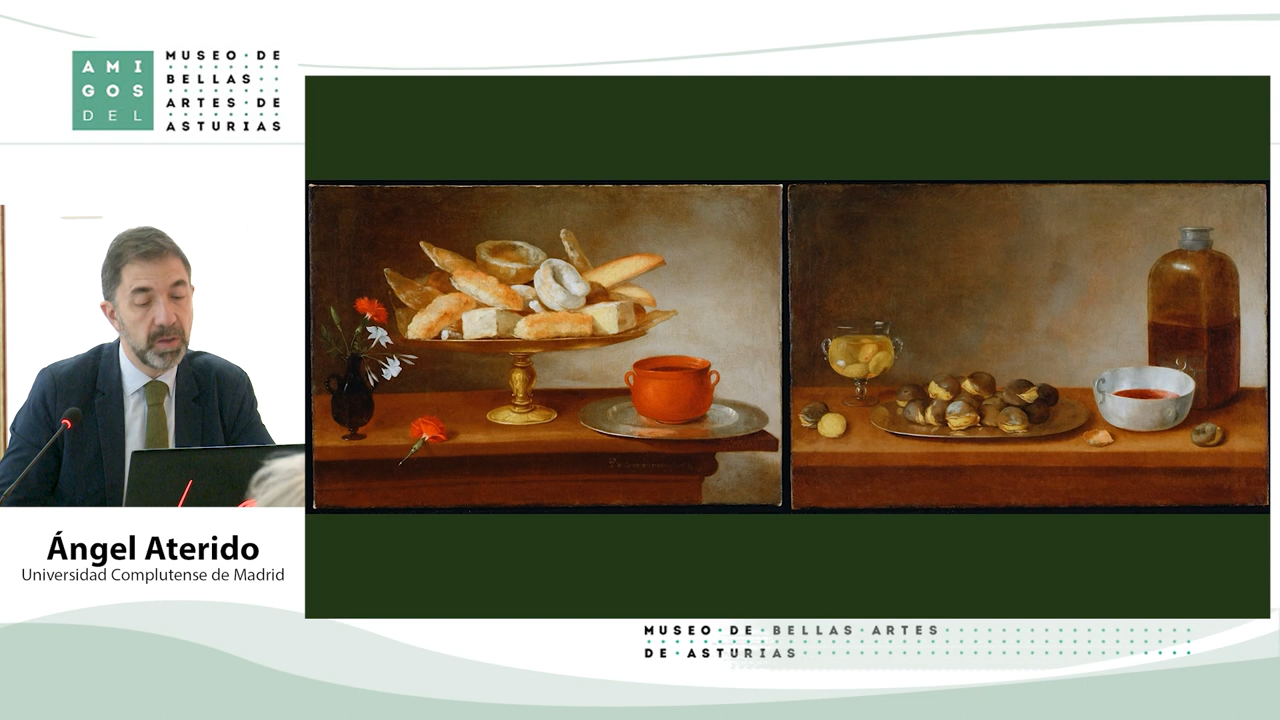 AMI
GOS
DEL
MUSEO·DE
BELLAS
ARTES·DE
ASTURIAS
Ángel Aterido
Universidad Complutense de Madrid
MUSEO·DE·BELLAS·ARTES
DE·ASTURIAS